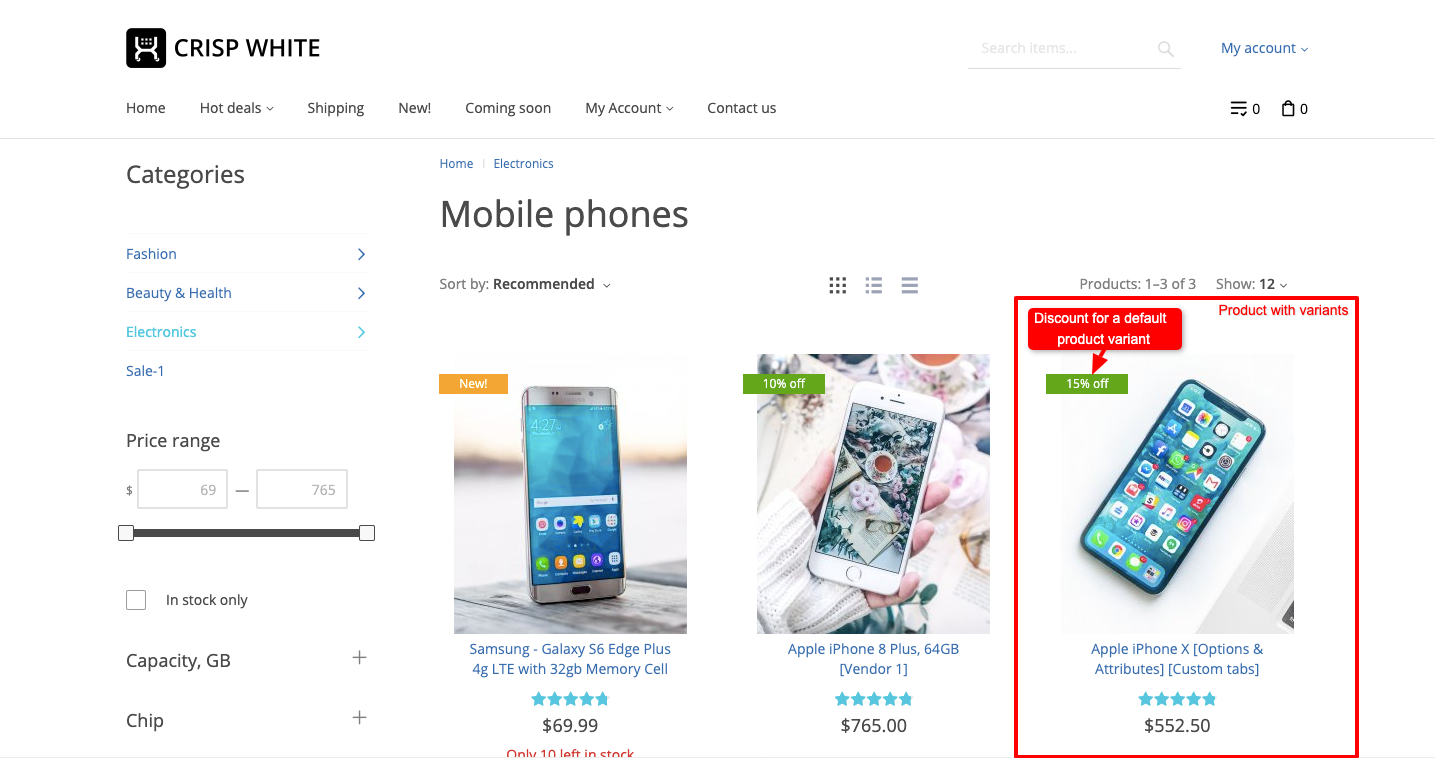 CRISP WHITE
Search items...
My account
Home
Hot deals
Shipping
New!
Coming soon
My Account
Contact us
0
0
Categories
Fashion
Beauty & Health
Electronics
Sale-1
Price range
$ 69 — 765
In stock only
Capacity, GB
Chip
Home
Electronics
Mobile phones
Sort by: Recommended
Products: 1–3 of 3
Show: 12
Product with variants
Discount for a default
product variant
New!
4:27
Samsung - Galaxy S6 Edge Plus
4g LTE with 32gb Memory Cell
$69.99
Only 10 left in stock
10% off
Apple iPhone 8 Plus, 64GB
[Vendor 1]
$765.00
15% off
Apple iPhone X [Options &
Attributes] [Custom tabs]
$552.50